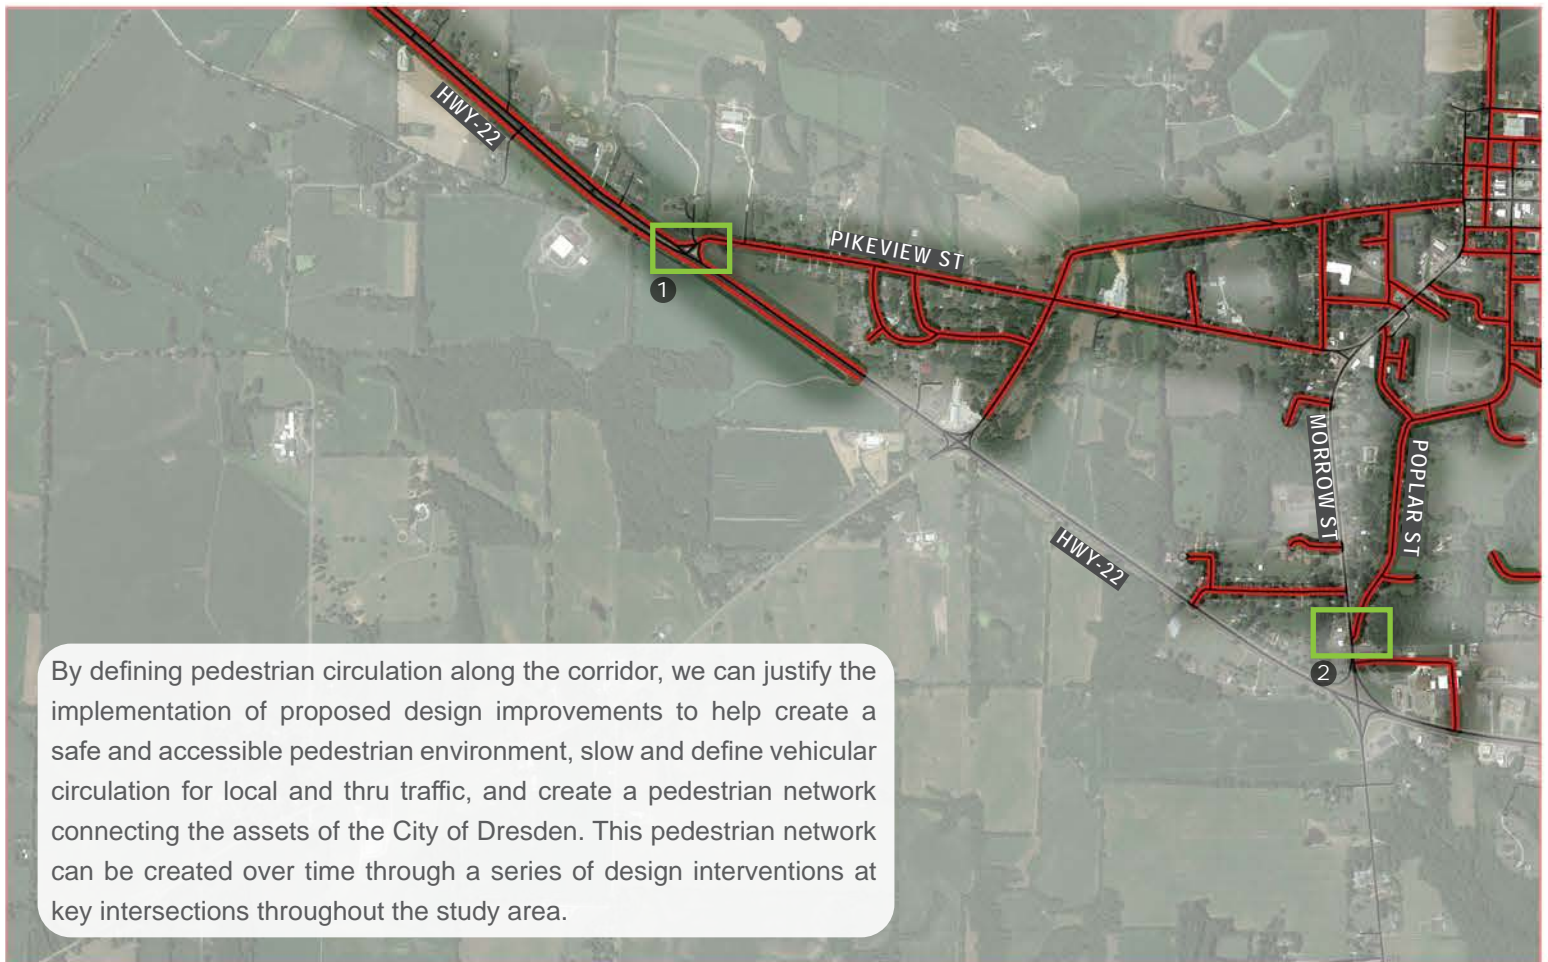 HWY-22
PIKEVIEW ST
1
MORROW ST
POPLAR ST
HWY-22
2
By defining pedestrian circulation along the corridor, we can justify the
implementation of proposed design improvements to help create a
safe and accessible pedestrian environment, slow and define vehicular
circulation for local and thru traffic, and create a pedestrian network
connecting the assets of the City of Dresden. This pedestrian network
can be created over time through a series of design interventions at
key intersections throughout the study area.